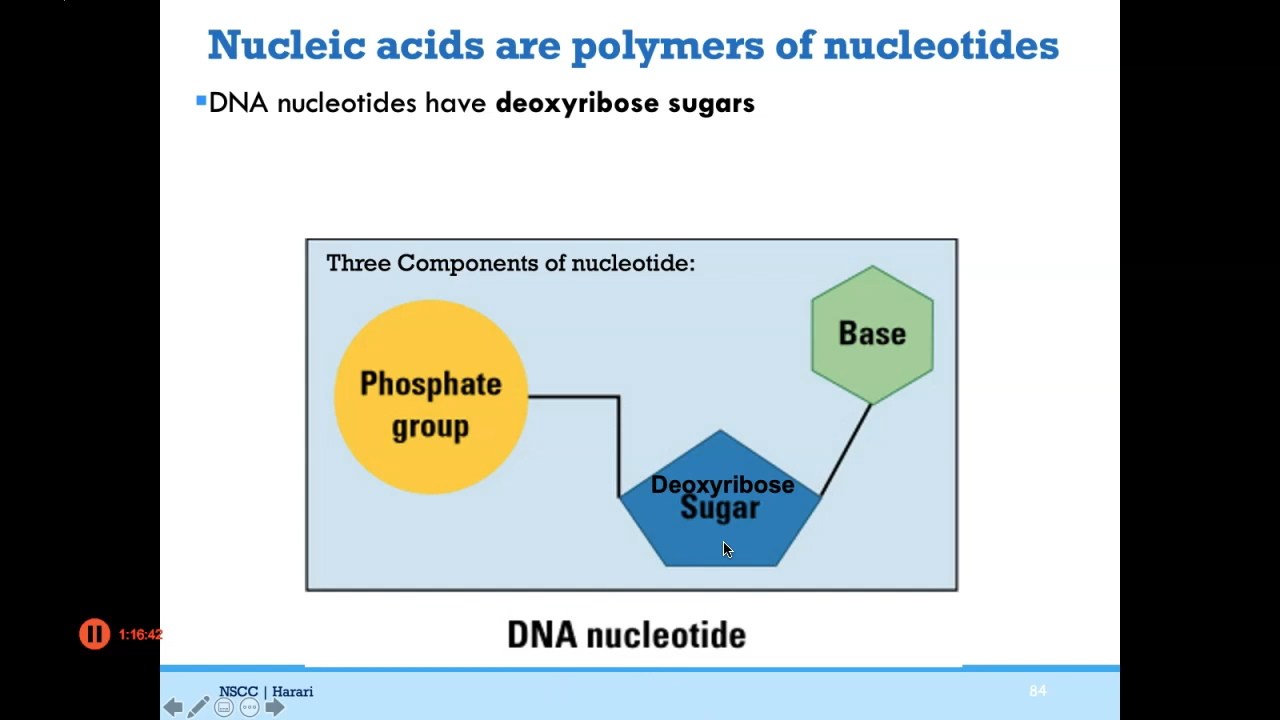 Nucleic acids are polymers of nucleotides
DNA nucleotides have deoxyribose sugars
Three Components of nucleotide:
Base
Phosphate
group
Deoxyribose
Sugar
DNA nucleotide
1:16:42
NSCC | Harari
84